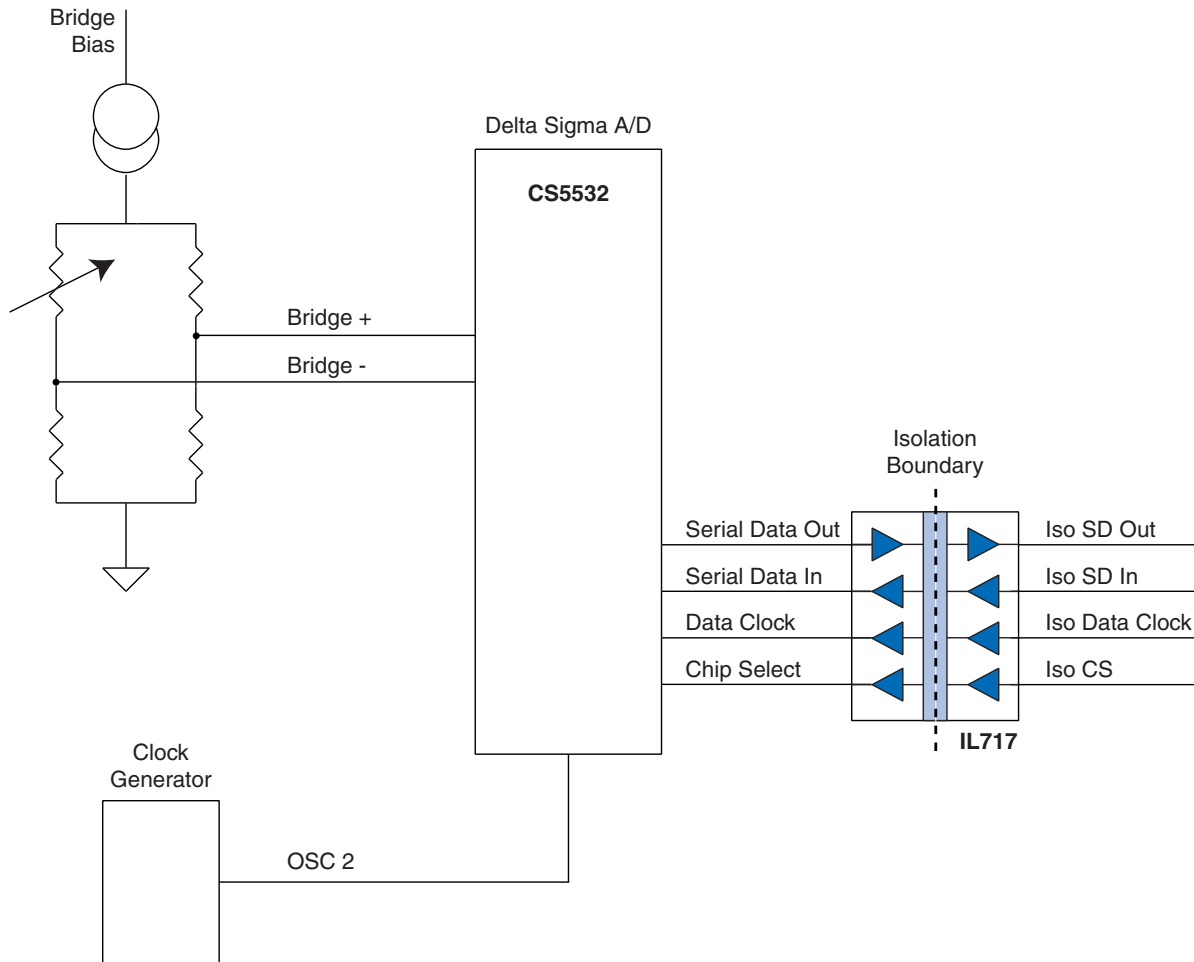 Bridge
Bias
Delta Sigma A/D
CS5532
Bridge +
Bridge -
Isolation
Boundary
Serial Data Out
Iso SD Out
Serial Data In
Iso SD In
Data Clock
Iso Data Clock
Chip Select
Iso CS
IL717
Clock
Generator
OSC 2